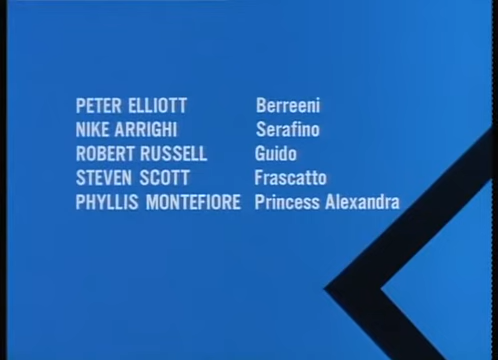 PETER ELLIOTT Berreeni
NIKE ARRIGHI Serafino
ROBERT RUSSELL Guido
STEVEN SCOTT Frascatto
PHYLLIS MONTEFIORE Princess Alexandra